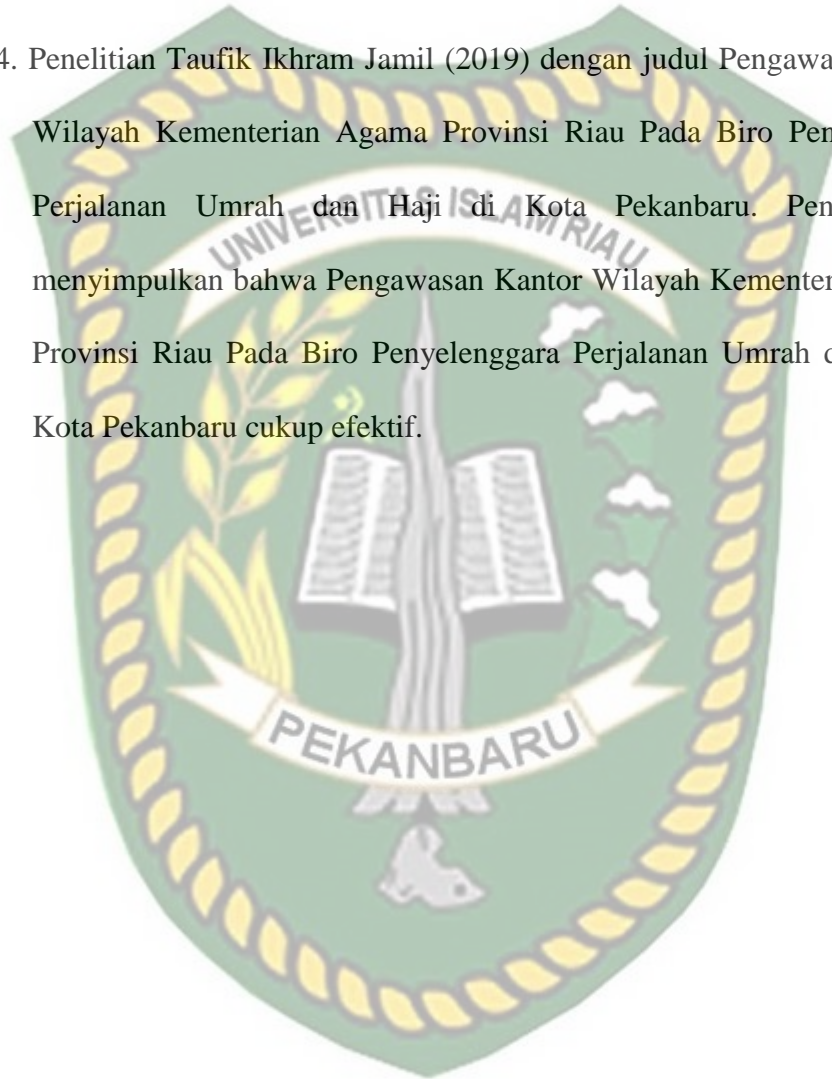 4. Penelitian Taufik Ikhram Jamil (2019) dengan judul Pengawa
Wilayah Kementerian Agama Provinsi Riau Pada Biro Pen
Perjalanan Umrah dan Haji di Kota Pekanbaru. Pen
menyimpulkan bahwa Pengawasan Kantor Wilayah Kementer
Provinsi Riau Pada Biro Penyelenggara Perjalanan Umrah d
Kota Pekanbaru cukup efektif.
UNIVERSITAS ISLAM RIAU
PEKANBARU